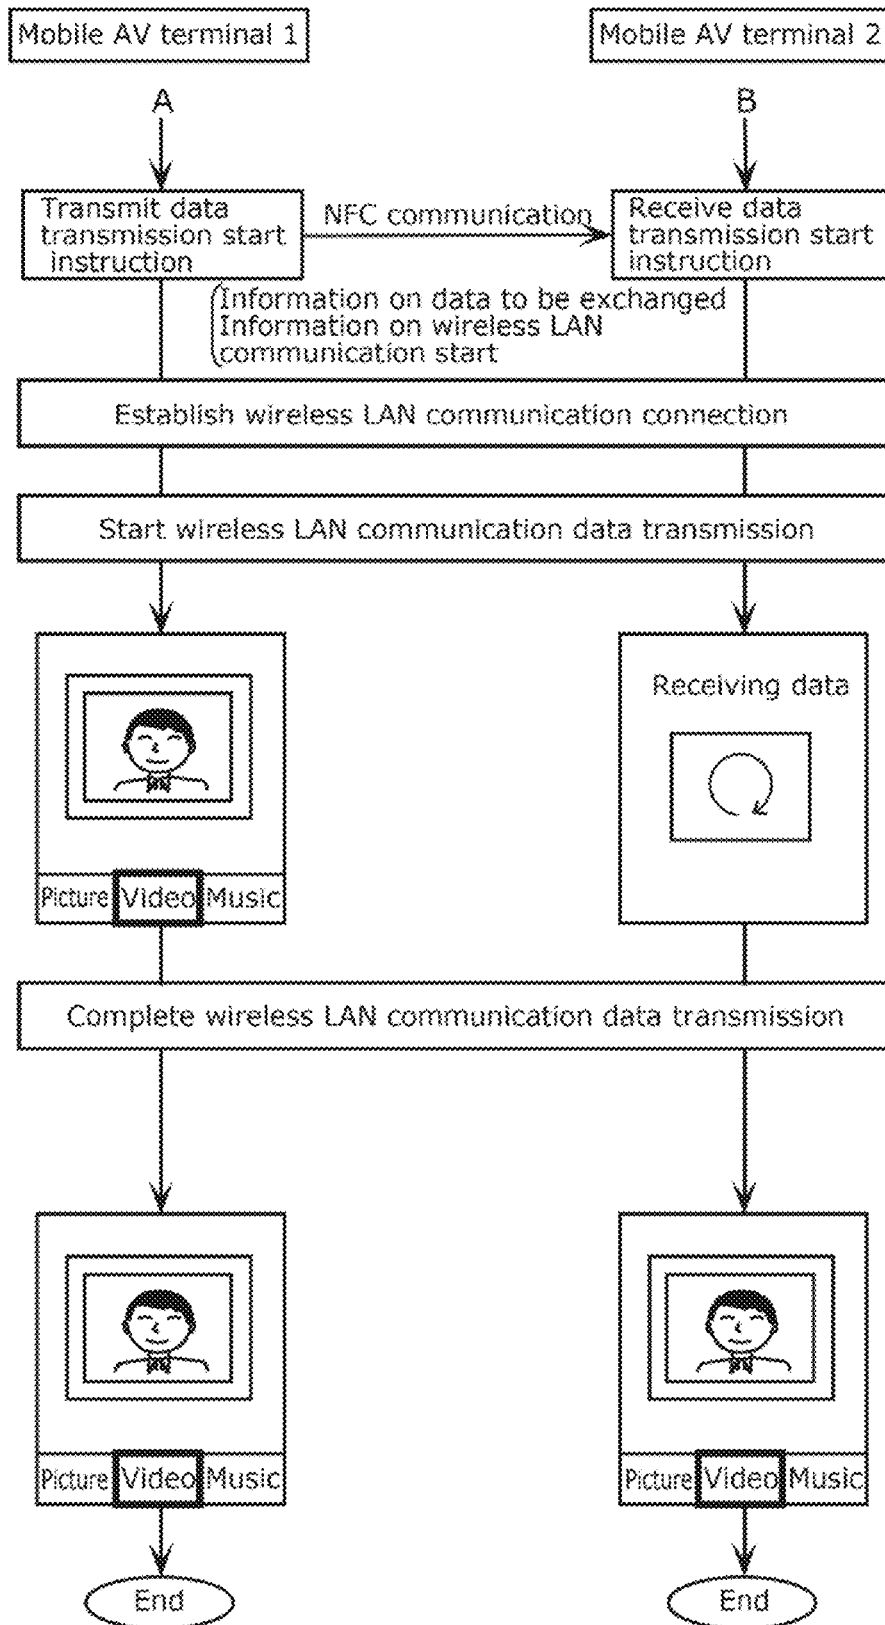 Mobile AV terminal 1
Mobile AV terminal 2
A
B
Transmit data
transmission start
instruction
NFC communication
Receive data
transmission start
instruction
Information on data to be exchanged
Information on wireless LAN
communication start
Establish wireless LAN communication connection
Start wireless LAN communication data transmission
Receiving data
Picture Video Music
Complete wireless LAN communication data transmission
Picture Video Music
Picture Video Music
End
End